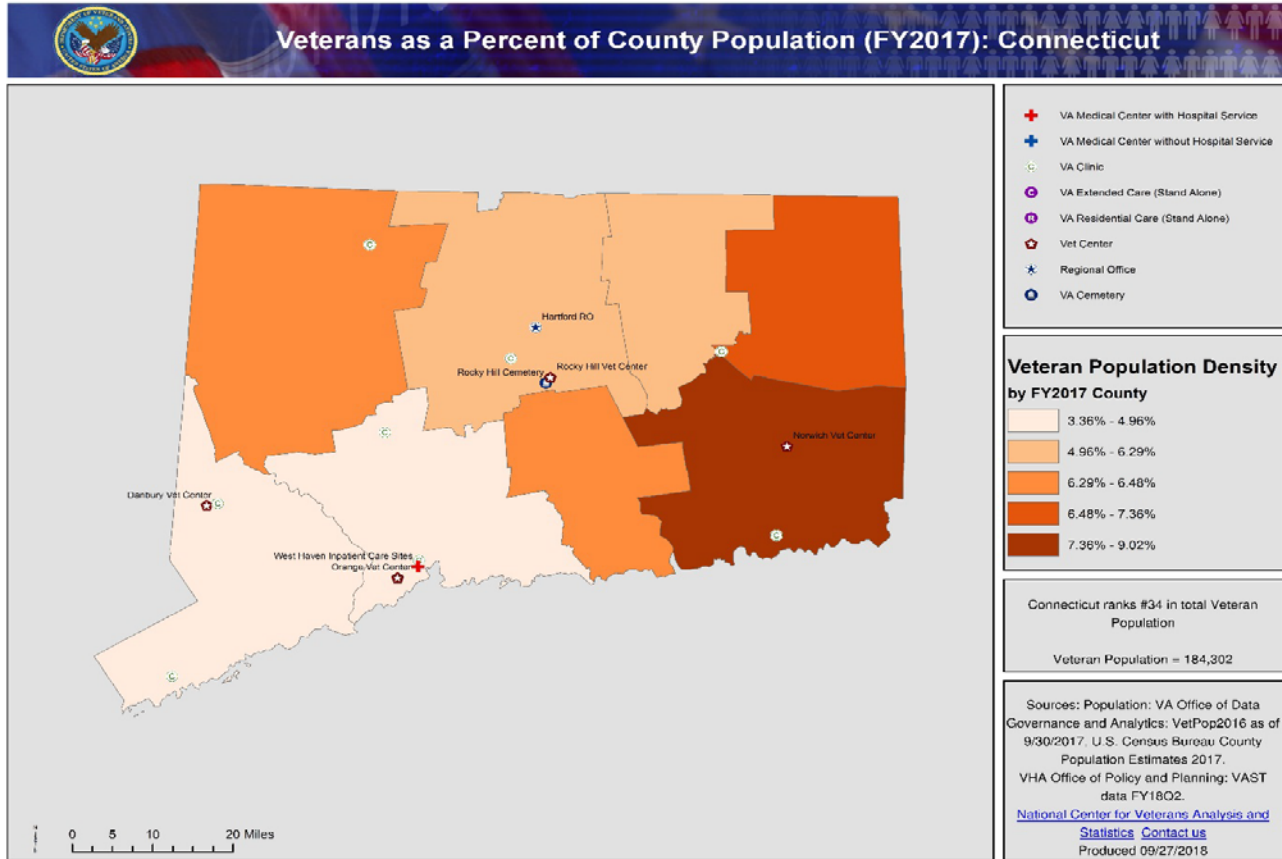 Veterans as a Percent of County Population (FY2017): Connecticut
VA Medical Center with Hospital Service
VA Medical Center without Hospital Service
VA Clinic
VA Extended Care (Stand Alone)
VA Residential Care (Stand Alone)
Vet Center
Regional Office
VA Cemetery
Hartford RO
Rocky Hill Vet Center
Rocky Hill Cemetery
Norwich Vet Center
Danbury Vet Center
West Haven Inpatient Care Sites
Orange Vet Center
0 5 10 20 Miles
Veteran Population Density
by FY2017 County
3.36% - 4.96%
4.96% - 6.29%
6.29% - 6.48%
6.48% - 7.36%
7.36% - 9.02%
Connecticut ranks #34 in total Veteran
Population
Veteran Population = 184,302
Sources: Population: VA Office of Data
Governance and Analytics: VetPop2016 as of
9/30/2017, U.S. Census Bureau County
Population Estimates 2017.
VHA Office of Policy and Planning: VAST
data FY18Q2.
National Center for Veterans Analysis and
Statistics Contact us
Produced 09/27/2018